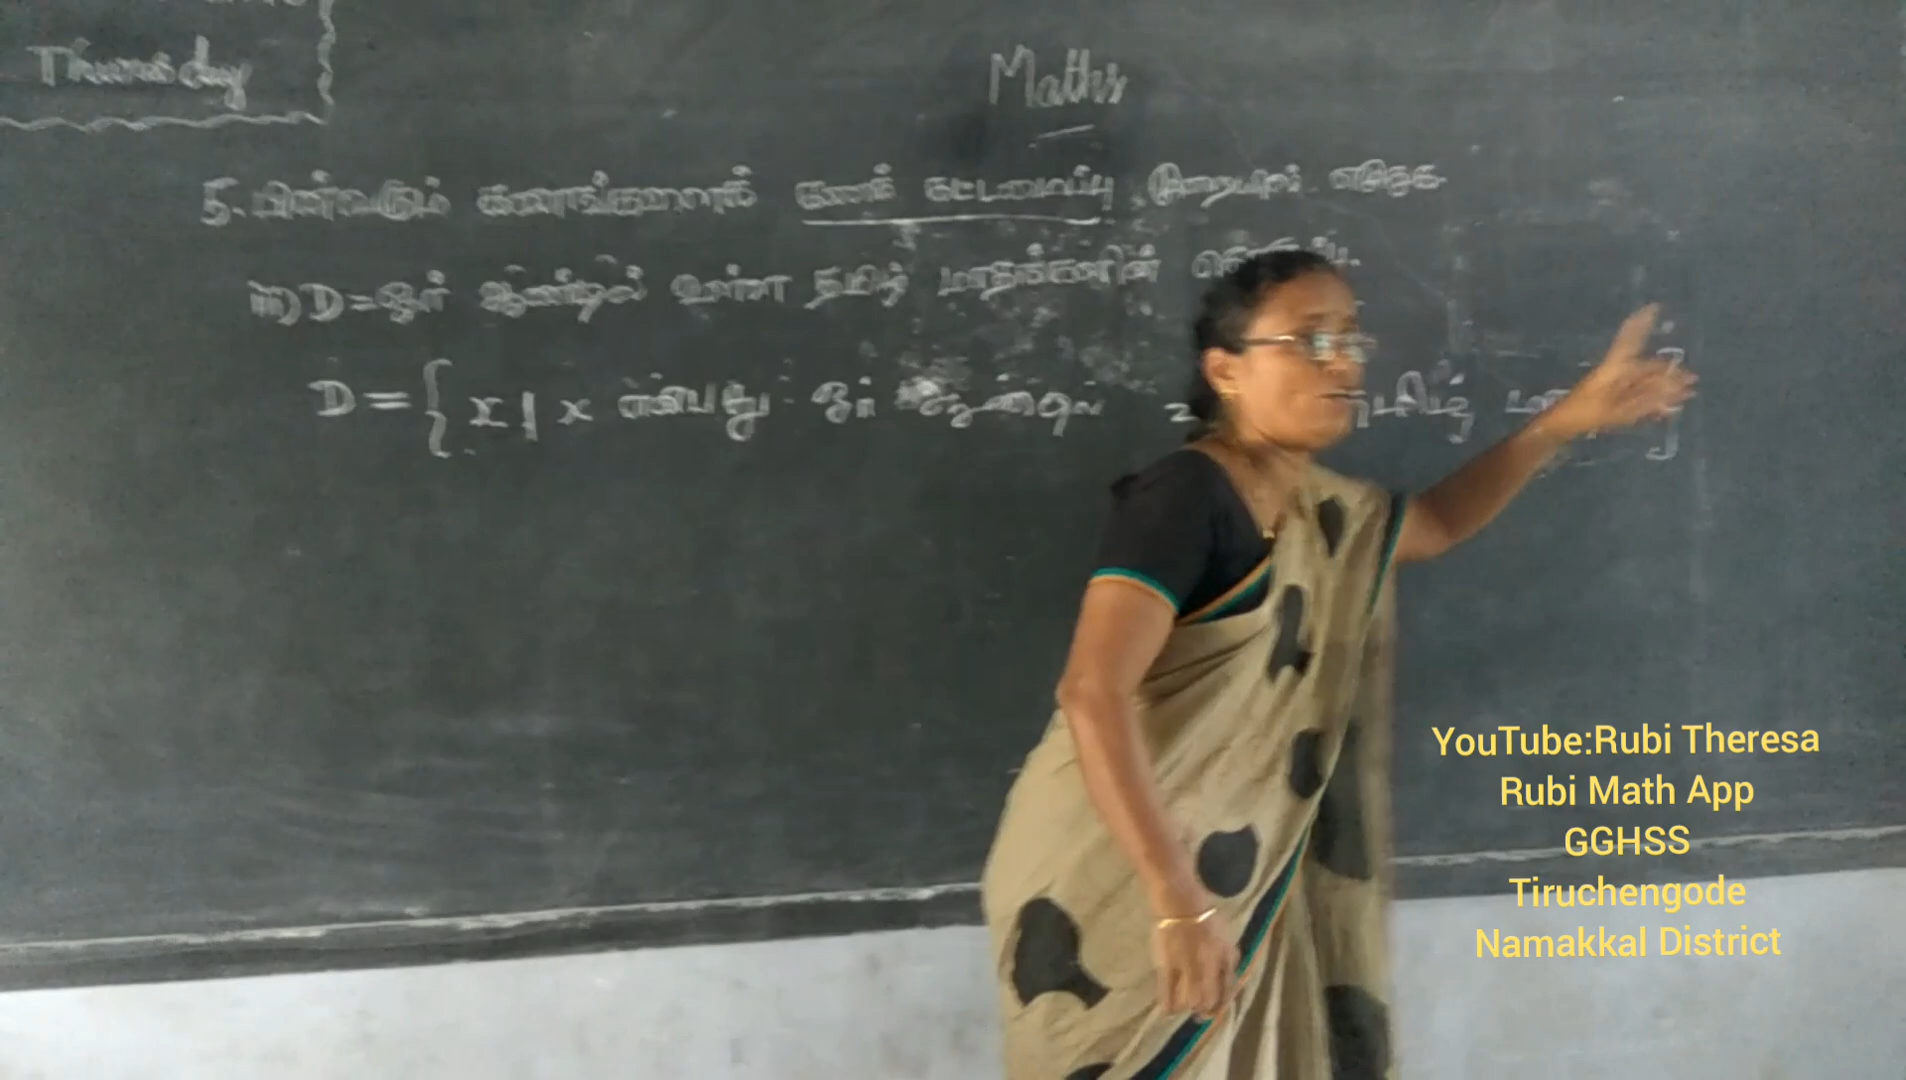 Thursday
Maths
5. பின்வரும் கணங்களைக் கணக் கட்டமைப்பு முறையில் எழுதுக
iii) D = ஓர் ஆண்டில் உள்ள தமிழ் மாதங்களின்
D = { x | x என்பது ஓர் ஆண்டில் தமிழ் }
YouTube:Rubi Theresa
Rubi Math App
GGHSS
Tiruchengode
Namakkal District